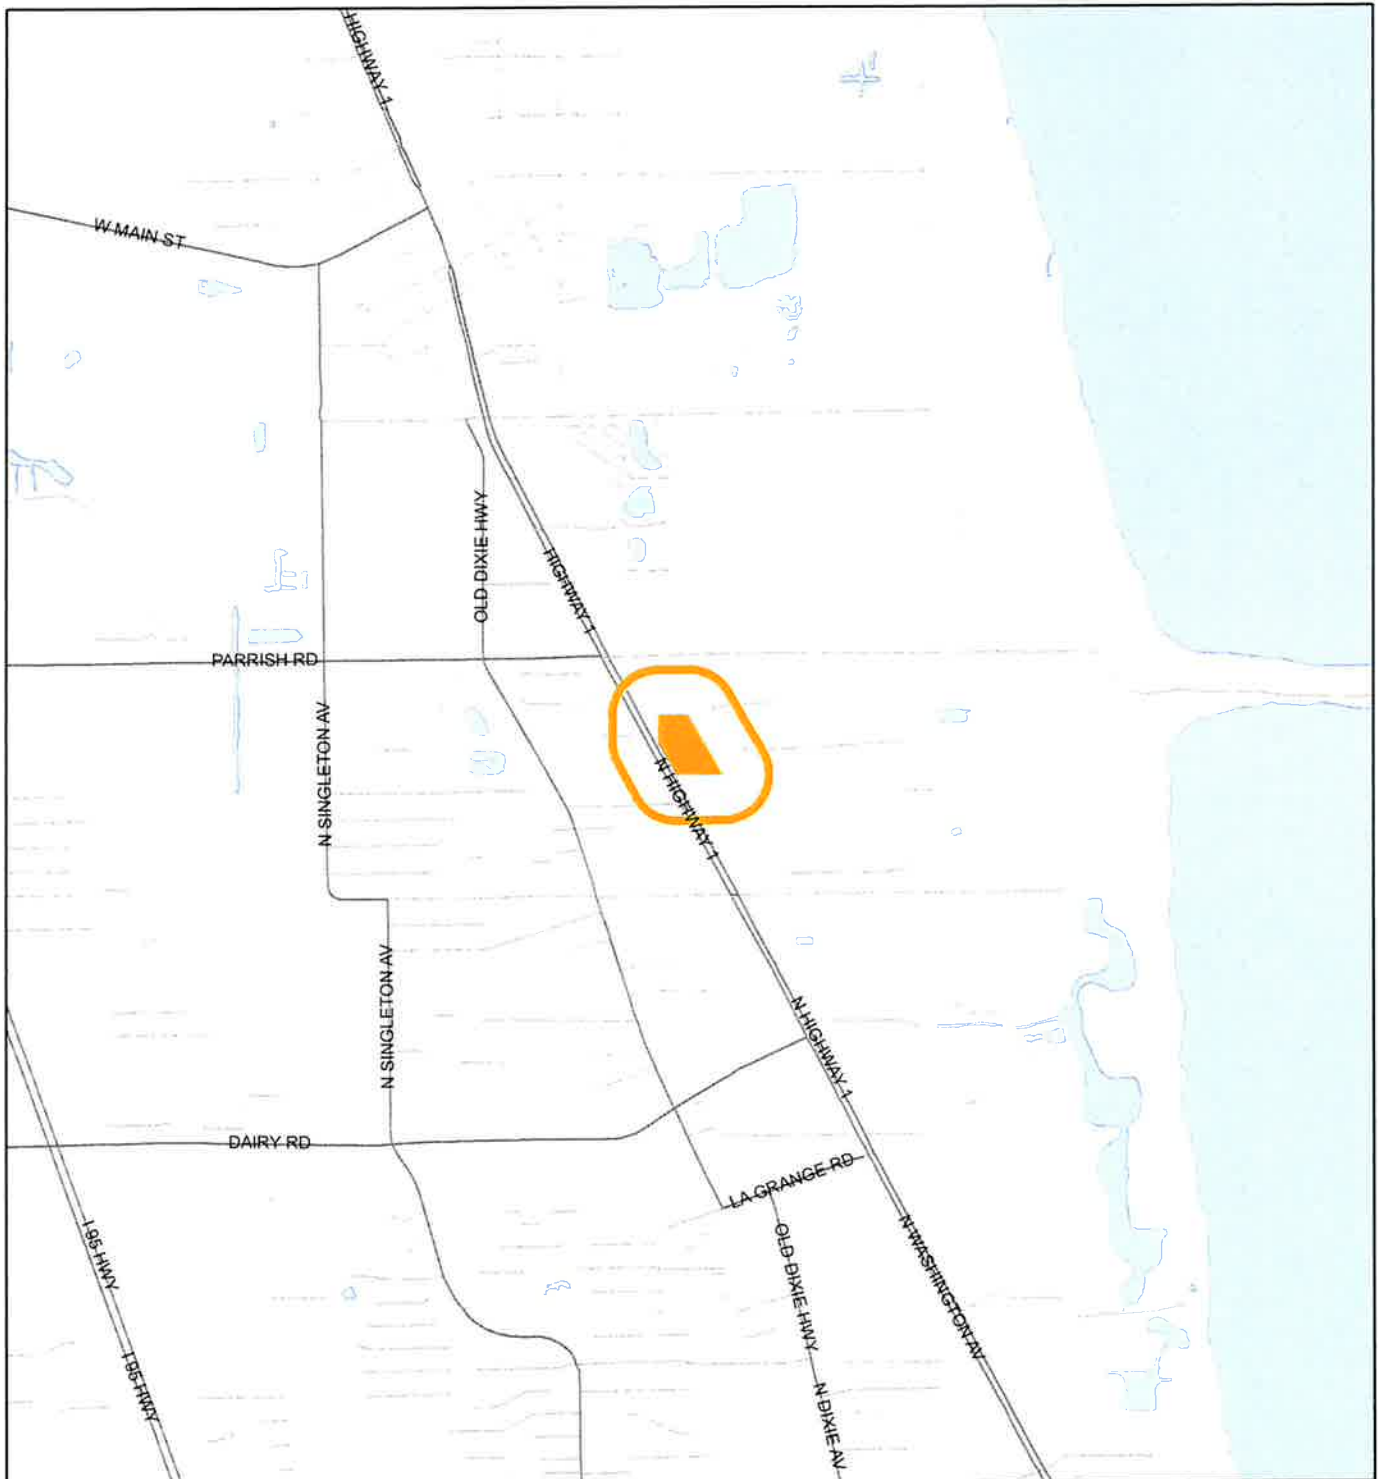 HIGHWAY 1
W MAIN ST
OLD DIXIE HWY
HIGHWAY 1
PARRISH RD
N SINGLETON AV
N HIGHWAY 1
N SINGLETON AV
N HIGHWAY 1
DAIRY RD
LA GRANGE RD
I 95 HWY
OLD DIXIE HWY
N WASHINGTON AV
I 95 HWY
N DIXIE AV